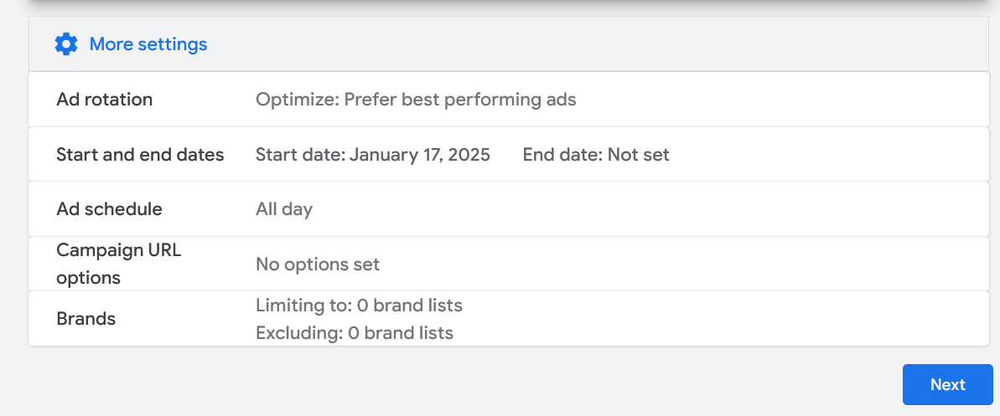 More settings
Ad rotation Optimize: Prefer best performing ads
Start and end dates Start date: January 17, 2025 End date: Not set
Ad schedule All day
Campaign URL
options
No options set
Brands
Limiting to: 0 brand lists
Excluding: 0 brand lists
Next